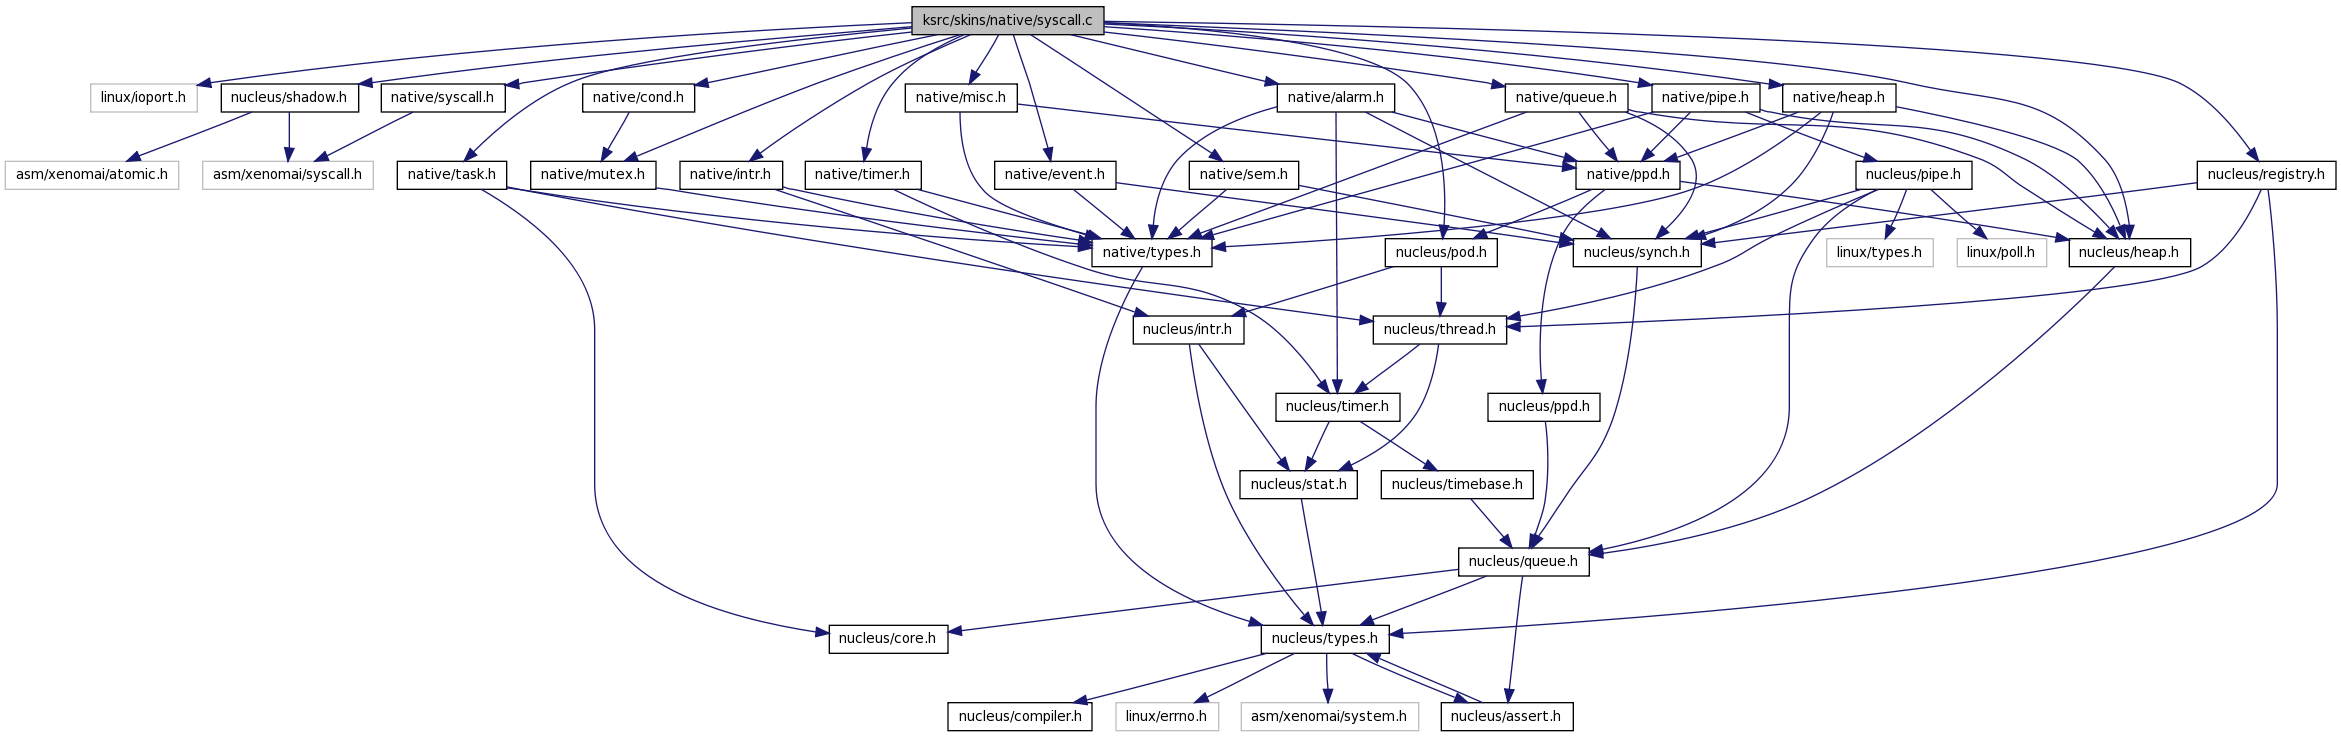 ksrc/skins/native/syscall.c
linux/ioport.h
nucleus/shadow.h
native/syscall.h
native/cond.h
native/misc.h
native/alarm.h
native/queue.h
native/pipe.h
native/heap.h
asm/xenomai/atomic.h
asm/xenomai/syscall.h
native/task.h
native/mutex.h
native/intr.h
native/timer.h
native/event.h
native/sem.h
native/ppd.h
nucleus/pipe.h
nucleus/registry.h
native/types.h
nucleus/pod.h
nucleus/synch.h
linux/types.h
linux/poll.h
nucleus/heap.h
nucleus/intr.h
nucleus/thread.h
nucleus/timer.h
nucleus/ppd.h
nucleus/stat.h
nucleus/timebase.h
nucleus/queue.h
nucleus/core.h
nucleus/types.h
nucleus/compiler.h
linux/errno.h
asm/xenomai/system.h
nucleus/assert.h